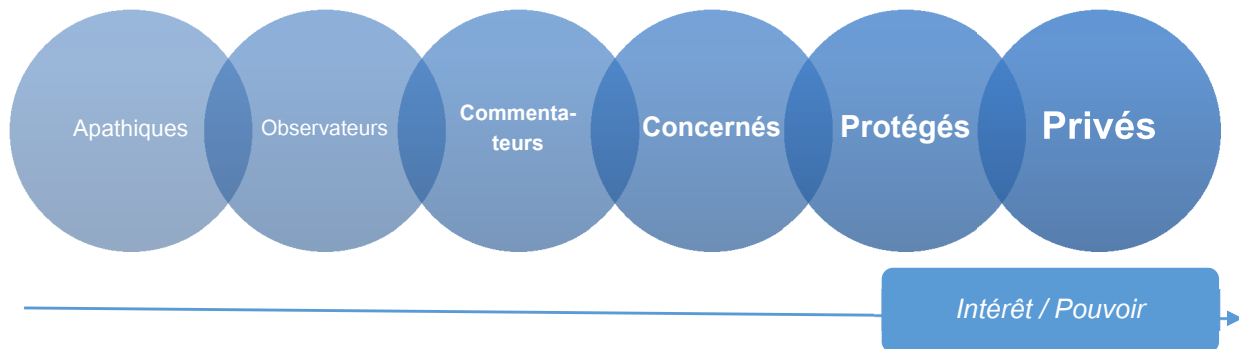 Apathiques
Observateurs
Commenta-
teurs
Concernés
Protégés
Privés
Intérêt / Pouvoir